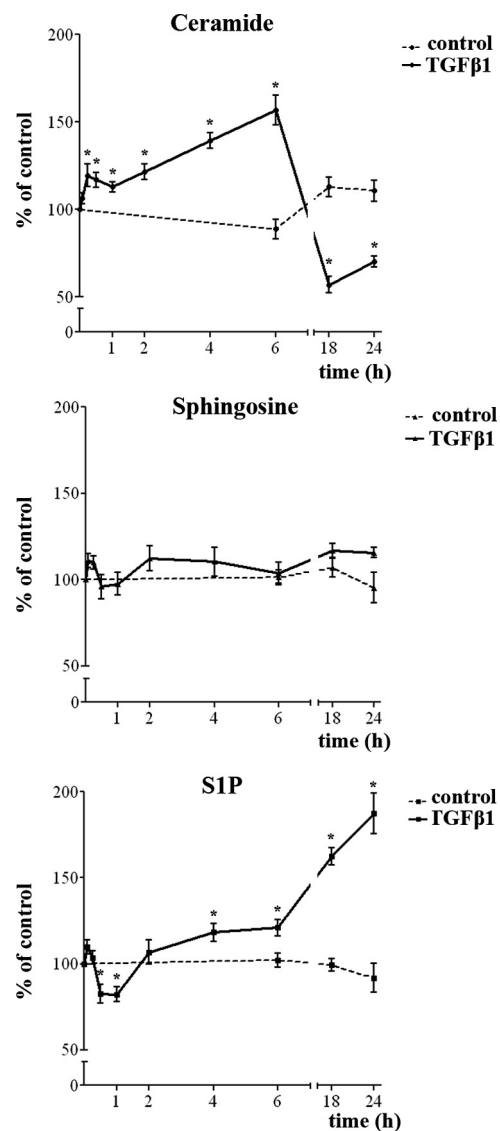 Ceramide
control
TGFβ1
% of control
200
150
100
50
0
* * * * * * * *
1 2 4 6 18 24
time (h)
Sphingosine
control
TGFβ1
% of control
200
150
100
50
0
1 2 4 6 18 24
time (h)
S1P
control
TGFβ1
% of control
200
150
100
50
0
* * * * * *
1 2 4 6 18 24
time (h)